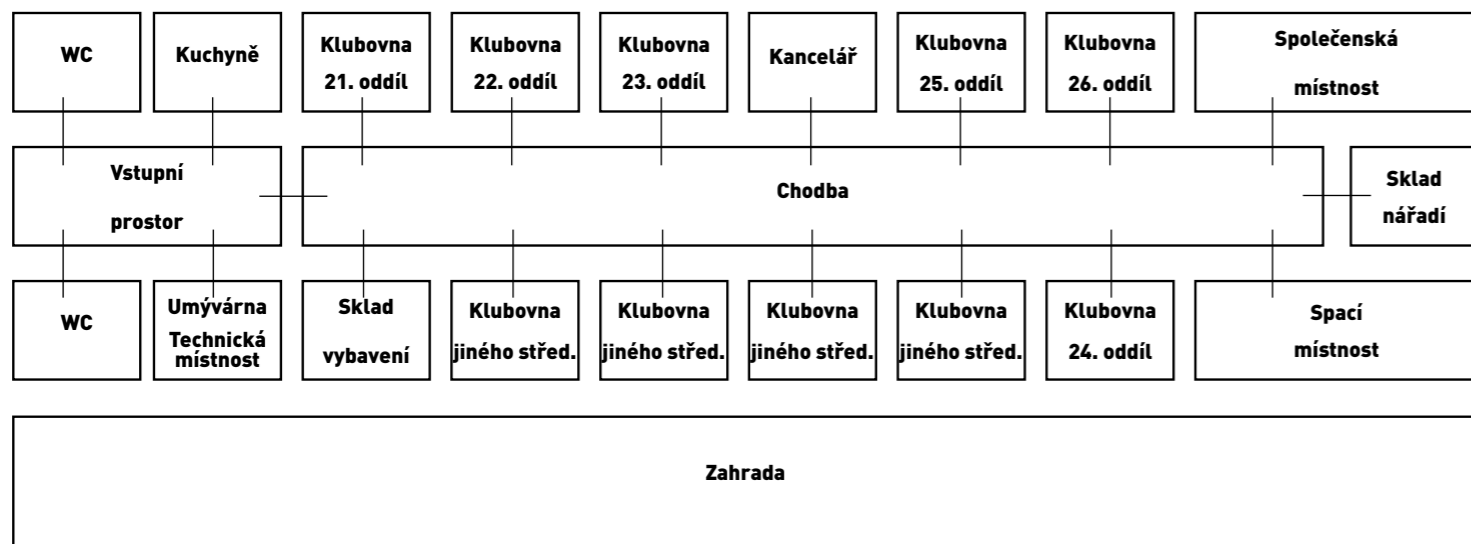 WC
Kuchyně
Klubovna
21. oddíl
Klubovna
22. oddíl
Klubovna
23. oddíl
Kancelář
Klubovna
25. oddíl
Klubovna
26. oddíl
Společenská
místnost
Vstupní
prostor
Chodba
Sklad
nářadí
WC
Umývárna
Technická
místnost
Sklad
vybavení
Klubovna
jiného střed.
Klubovna
jiného střed.
Klubovna
jiného střed.
Klubovna
jiného střed.
Klubovna
24. oddíl
Spací
místnost
Zahrada